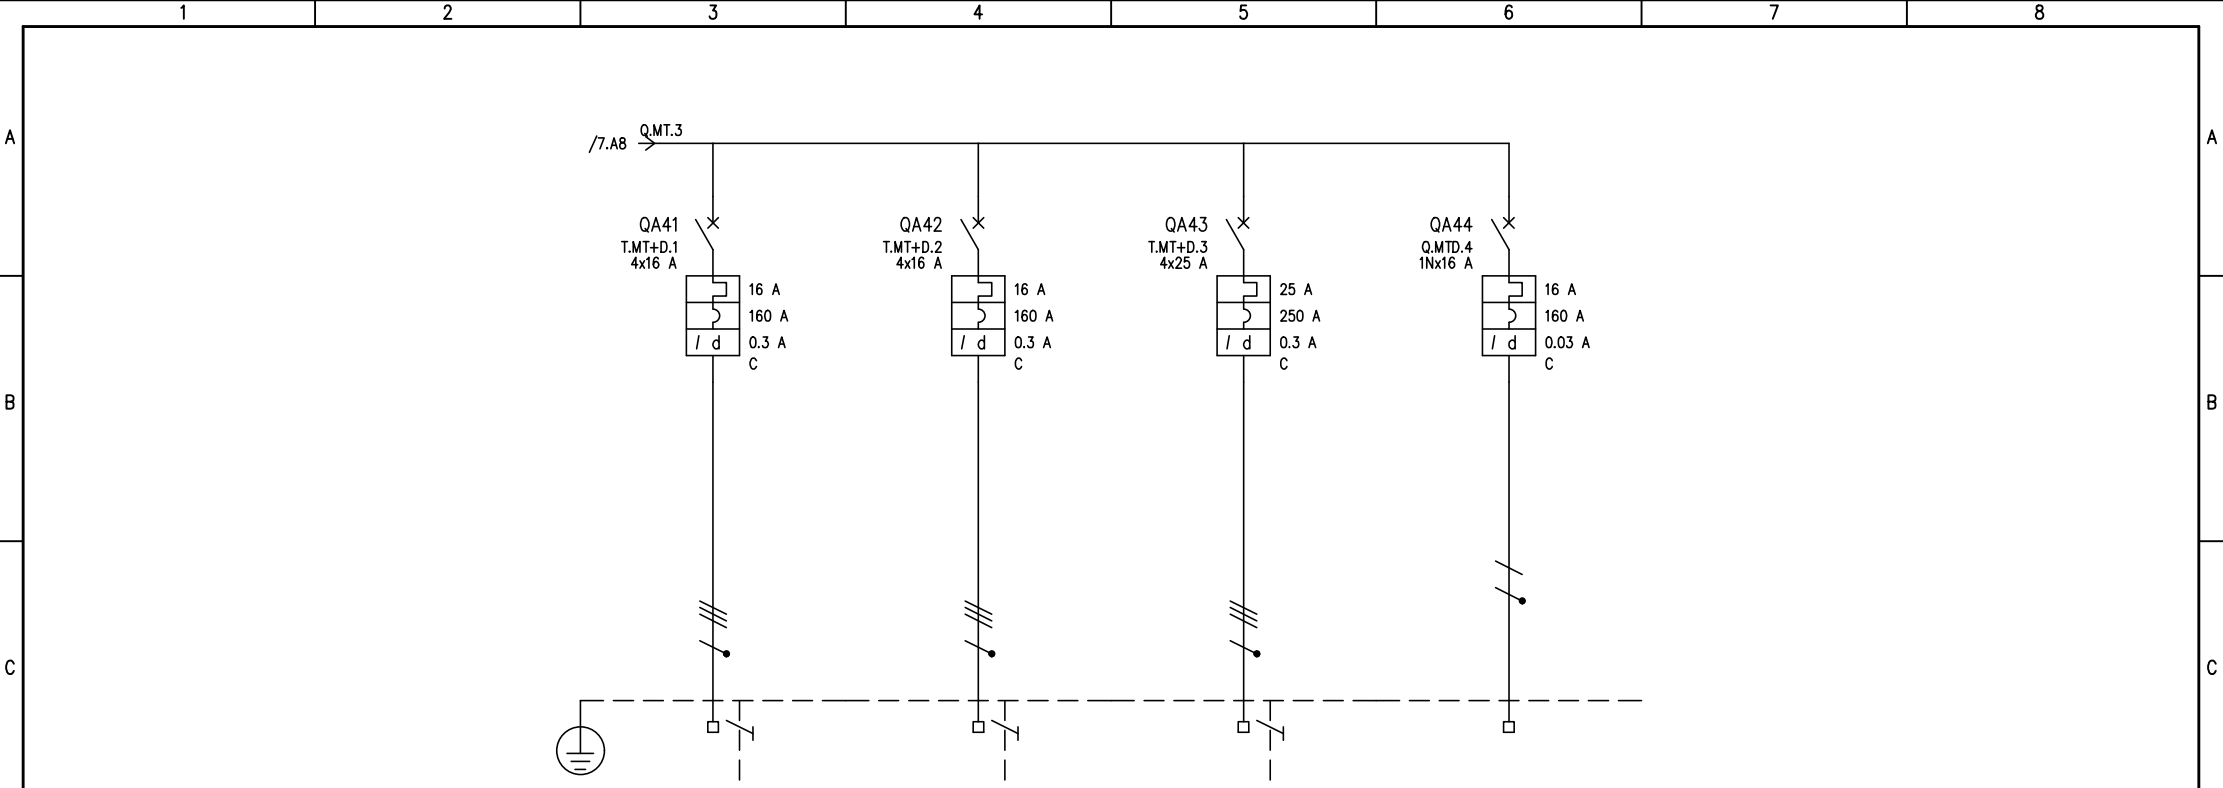 1 2 3 4 5 6 7 8
A A
Q.MT.3
/7.A8
QA41 QA42 QA43 QA44
T.MT+D.1 T.MT+D.2 T.MT+D.3 Q.MTD.4
4x16 A 4x16 A 4x25 A 1Nx16 A
16 A 16 A 25 A 16 A
160 A 160 A 250 A 160 A
I d 0.3 A I d 0.3 A I d 0.3 A I d 0.03 A
C C C C
B B
C C